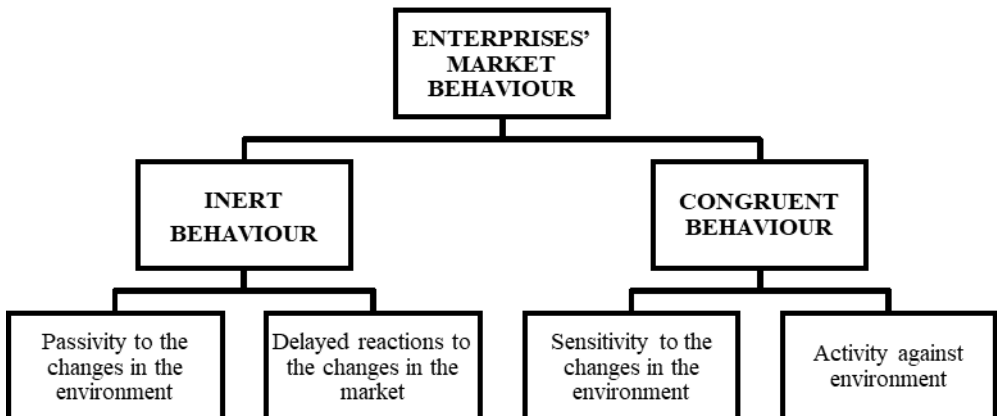 ENTERPRISES’
MARKET
BEHAVIOUR
INERT
BEHAVIOUR
CONGRUENT
BEHAVIOUR
Passivity to the
changes in the
environment
Delayed reactions to
the changes in the
market
Sensitivity to the
changes in the
environment
Activity against
environment